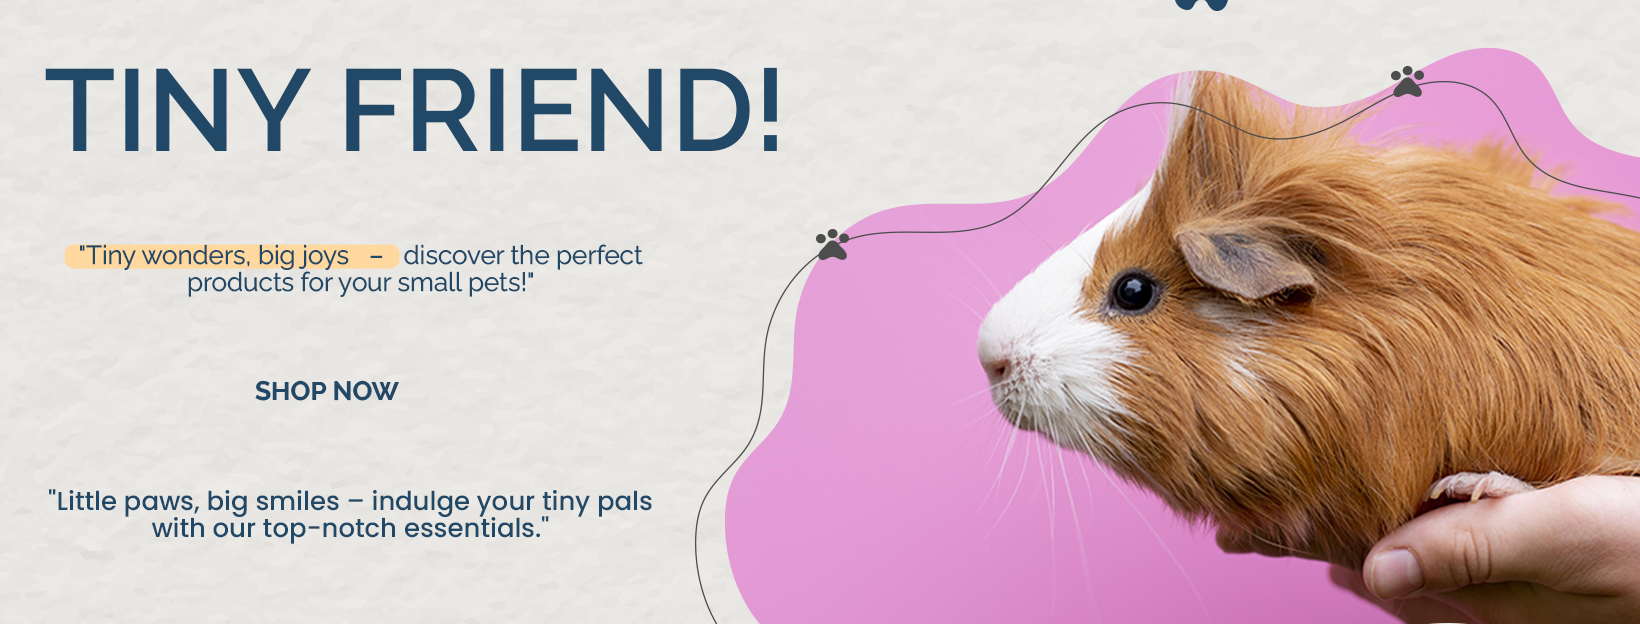 TINY FRIEND!
"Tiny wonders, big joys – discover the perfect
products for your small pets!"
SHOP NOW
"Little paws, big smiles – indulge your tiny pals
with our top-notch essentials."